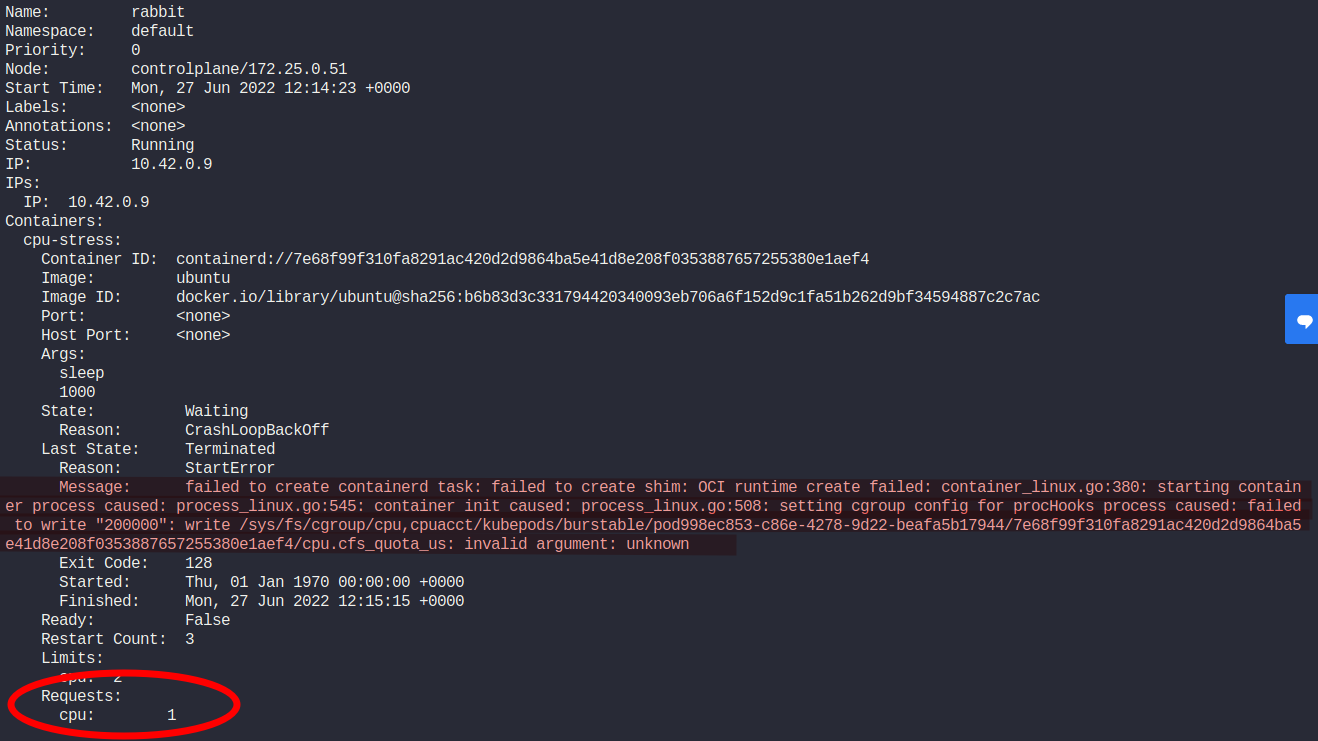 Name:         rabbit
Namespace:    default
Priority:     0
Node:         controlplane/172.25.0.51
Start Time:   Mon, 27 Jun 2022 12:14:23 +0000
Labels:       <none>
Annotations:  <none>
Status:       Running
IP:           10.42.0.9
IPs:
  IP:  10.42.0.9
Containers:
  cpu-stress:
    Container ID:  containerd://7e68f99f310fa8291ac420d2d9864ba5e41d8e208f0353887657255380e1aef4
    Image:         ubuntu
    Image ID:      docker.io/library/ubuntu@sha256:b6b83d3c331794420340093eb706a6f152d9c1fa51b262d9bf34594887c2c7ac
    Port:          <none>
    Host Port:     <none>
    Args:
      sleep
      1000
    State:          Waiting
      Reason:       CrashLoopBackOff
    Last State:     Terminated
      Reason:       StartError
      Message:      failed to create containerd task: failed to create shim: OCI runtime create failed: container_linux.go:380: starting contain
er process caused: process_linux.go:545: container init caused: process_linux.go:508: setting cgroup config for procHooks process caused: failed
 to write "200000": write /sys/fs/cgroup/cpu,cpuacct/kubepods/burstable/pod998ec853-c86e-4278-9d22-beafa5b17944/7e68f99f310fa8291ac420d2d9864ba5
e41d8e208f0353887657255380e1aef4/cpu.cfs_quota_us: invalid argument: unknown
      Exit Code:    128
      Started:      Thu, 01 Jan 1970 00:00:00 +0000
      Finished:     Mon, 27 Jun 2022 12:15:15 +0000
    Ready:          False
    Restart Count:  3
    Limits:
      cpu:  2
    Requests:
      cpu:        1